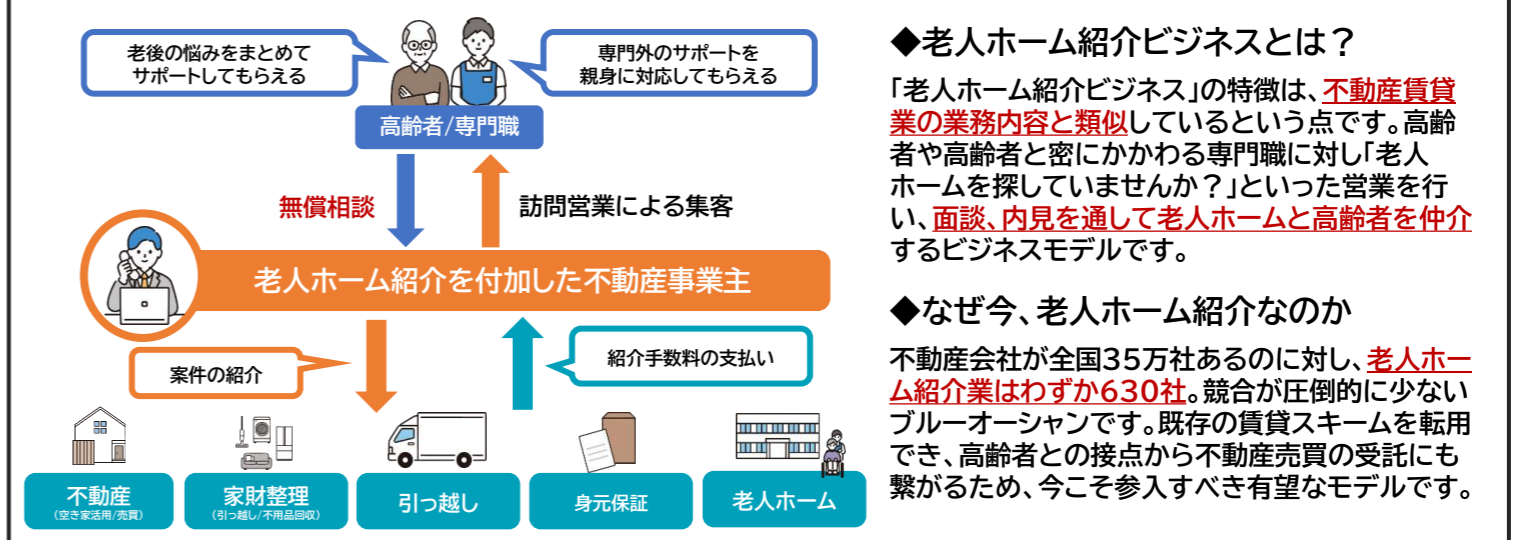 老後の悩みをまとめて
サポートしてもらえる
専門外のサポートを
親身に対応してもらえる
高齢者/専門職
無償相談
訪問営業による集客
老人ホーム紹介を付加した不動産事業主
案件の紹介
紹介手数料の支払い
不動産
(空き家活用/売買)
家財整理
(引っ越し/不用品回収)
引っ越し
身元保証
老人ホーム
◆老人ホーム紹介ビジネスとは？
「老人ホーム紹介ビジネス」の特徴は、不動産賃貸
業の業務内容と類似しているという点です。高齢
者や高齢者と密にかかわる専門職に対し「老人
ホームを探していませんか？」といった営業を行
い、面談、内見を通して老人ホームと高齢者を仲介
するビジネスモデルです。
◆なぜ今、老人ホーム紹介なのか
不動産会社が全国35万社あるのに対し、老人ホー
ム紹介業はわずか630社。競合が圧倒的に少ない
ブルーオーシャンです。既存の賃貸スキームを転用
でき、高齢者との接点から不動産売買の受託にも
繋がるため、今こそ参入すべき有望なモデルです。